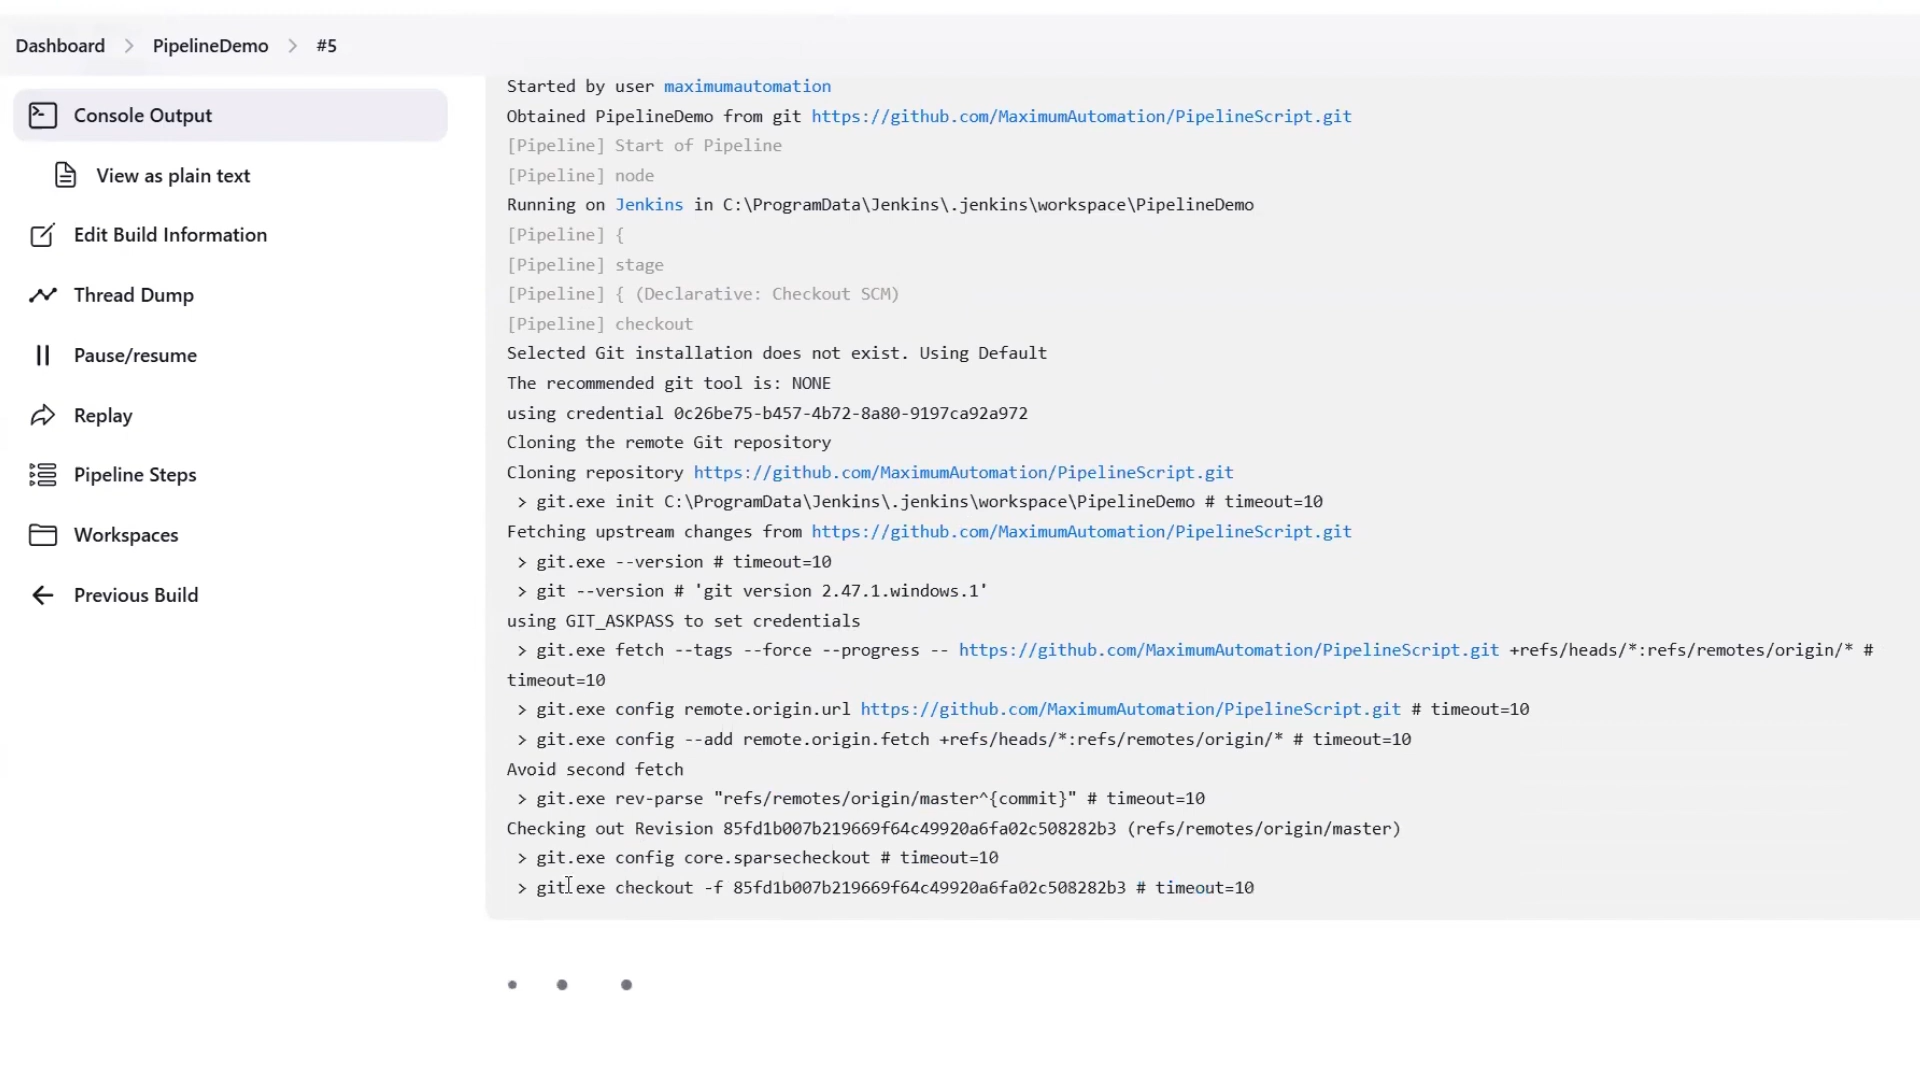 Dashboard > PipelineDemo > #5
Console Output
View as plain text
Edit Build Information
Thread Dump
Pause/resume
Replay
Pipeline Steps
Workspaces
Previous Build
Started by user maximumautomation
Obtained PipelineDemo from git https://github.com/MaximumAutomation/PipelineScript.git
[Pipeline] Start of Pipeline
[Pipeline] node
Running on Jenkins in C:\ProgramData\Jenkins\.jenkins\workspace\PipelineDemo
[Pipeline] {
[Pipeline] stage
[Pipeline] { (Declarative: Checkout SCM)
[Pipeline] checkout
Selected Git installation does not exist. Using Default
The recommended git tool is: NONE
using credential 0c26be75-b457-4b72-8a80-9197ca92a972
Cloning the remote Git repository
Cloning repository https://github.com/MaximumAutomation/PipelineScript.git
> git.exe init C:\ProgramData\Jenkins\.jenkins\workspace\PipelineDemo # timeout=10
Fetching upstream changes from https://github.com/MaximumAutomation/PipelineScript.git
> git.exe --version # timeout=10
> git --version # 'git version 2.47.1.windows.1'
using GIT_ASKPASS to set credentials
> git.exe fetch --tags --force --progress -- https://github.com/MaximumAutomation/PipelineScript.git +refs/heads/*:refs/remotes/origin/* #
timeout=10
> git.exe config remote.origin.url https://github.com/MaximumAutomation/PipelineScript.git # timeout=10
> git.exe config --add remote.origin.fetch +refs/heads/*:refs/remotes/origin/* # timeout=10
Avoid second fetch
> git.exe rev-parse "refs/remotes/origin/master^{commit}" # timeout=10
Checking out Revision 85fd1b007b219669f64c49920a6fa02c508282b3 (refs/remotes/origin/master)
> git.exe config core.sparsecheckout # timeout=10
> git.exe checkout -f 85fd1b007b219669f64c49920a6fa02c508282b3 # timeout=10